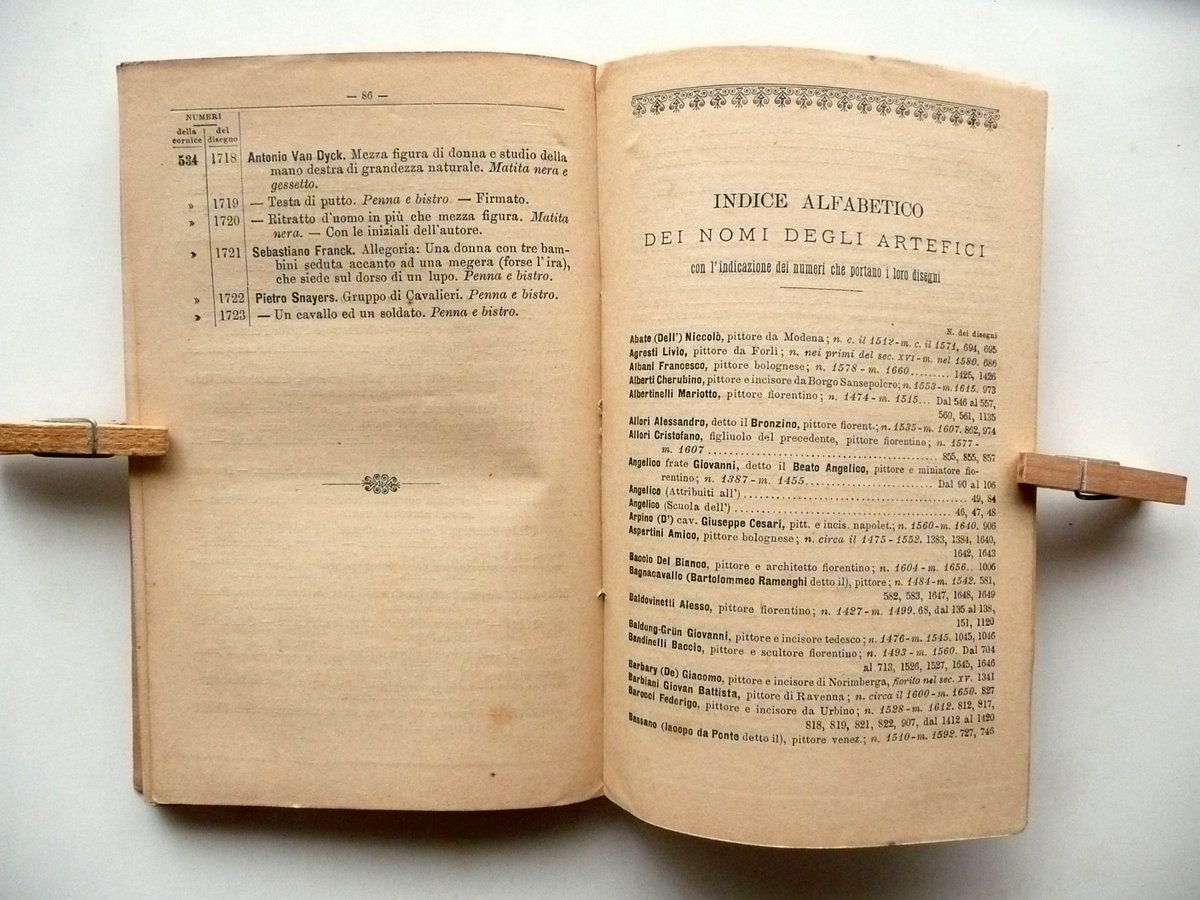 — 86 —
NUMERI
della cornice
del disegno
534 1718 Antonio Van Dyck. Mezza figura di donna e studio della
mano destra di grandezza naturale. Matita nera e
gessetto.
» 1719 — Testa di putto. Penna e bistro. — Firmato.
» 1720 — Ritratto d'uomo in più che mezza figura. Matita
nera. — Con le iniziali dell'autore.
» 1721 Sebastiano Franck. Allegoria: Una donna con tre bam-
bini seduta accanto ad una megera (forse l'ira),
che siede sul dorso di un lupo. Penna e bistro.
» 1722 Pietro Snayers. Gruppo di Cavalieri. Penna e bistro.
» 1723 — Un cavallo ed un soldato. Penna e bistro.
INDICE ALFABETICO
DEI NOMI DEGLI ARTEFICI
con l'indicazione dei numeri che portano i loro disegni
N. dei disegni
Abate (Dell') Niccolò, pittore da Modena; n. c. il 1512-m. c. il 1571, 694, 695
Agresti Livio, pittore da Forlì; n. nei primi del sec. XVI-m. nel 1580. 686
Albani Francesco, pittore bolognese; n. 1578 - m. 1660......... 1425, 1426
Alberti Cherubino, pittore e incisore da Borgo Sansepolcro; n. 1553-m. 1615. 973
Albertinelli Mariotto, pittore fiorentino; n. 1474-m. 1515... Dal 546 al 557,
560, 561, 1135
Allori Alessandro, detto il Bronzino, pittore fiorent.; n. 1535-m. 1607. 862, 974
Allori Cristofano, figliuolo del precedente, pittore fiorentino; n. 1577-
m. 1607 ........ 855, 855, 857
Angelico frate Giovanni, detto il Beato Angelico, pittore e miniatore fio-
rentino; n. 1387-m. 1455........ Dal 90 al 106
Angelico (Attribuiti all') ........ 49, 84
Angelico (Scuola dell') ........ 46, 47, 48
Arpino (D') cav. Giuseppe Cesari, pitt. e incis. napolet.; n. 1560-m. 1640. 906
Aspertini Amico, pittore bolognese; n. circa il 1475-1552. 1383, 1384, 1640,
1642, 1643
Baccio Del Bianco, pittore e architetto fiorentino; n. 1604-m. 1656.. 1006
Bagnacavallo (Bartolommeo Ramenghi detto il), pittore; n. 1484-m. 1542. 581,
582, 583, 1647, 1648, 1649
Baldovinetti Alesso, pittore fiorentino; n. 1427-m. 1499. 68, dal 135 al 138,
151, 1120
Baldung-Grün Giovanni, pittore e incisore tedesco; n. 1476-m. 1545. 1045, 1046
Bandinelli Baccio, pittore e scultore fiorentino; n. 1493-m. 1560. Dal 704
al 713, 1526, 1527, 1645, 1646
Barbary (De) Giacomo, pittore e incisore di Norimberga, fiorito nel sec. XV. 1341
Barbiani Giovan Battista, pittore di Ravenna; n. circa il 1600-m. 1650. 827
Barocci Federigo, pittore e incisore da Urbino; n. 1528-m. 1612. 812, 817,
818, 819, 821, 822, 907, dal 1412 al 1420
Bassano (Iacopo da Ponte detto il), pittore venez.; n. 1510-m. 1592. 727, 746